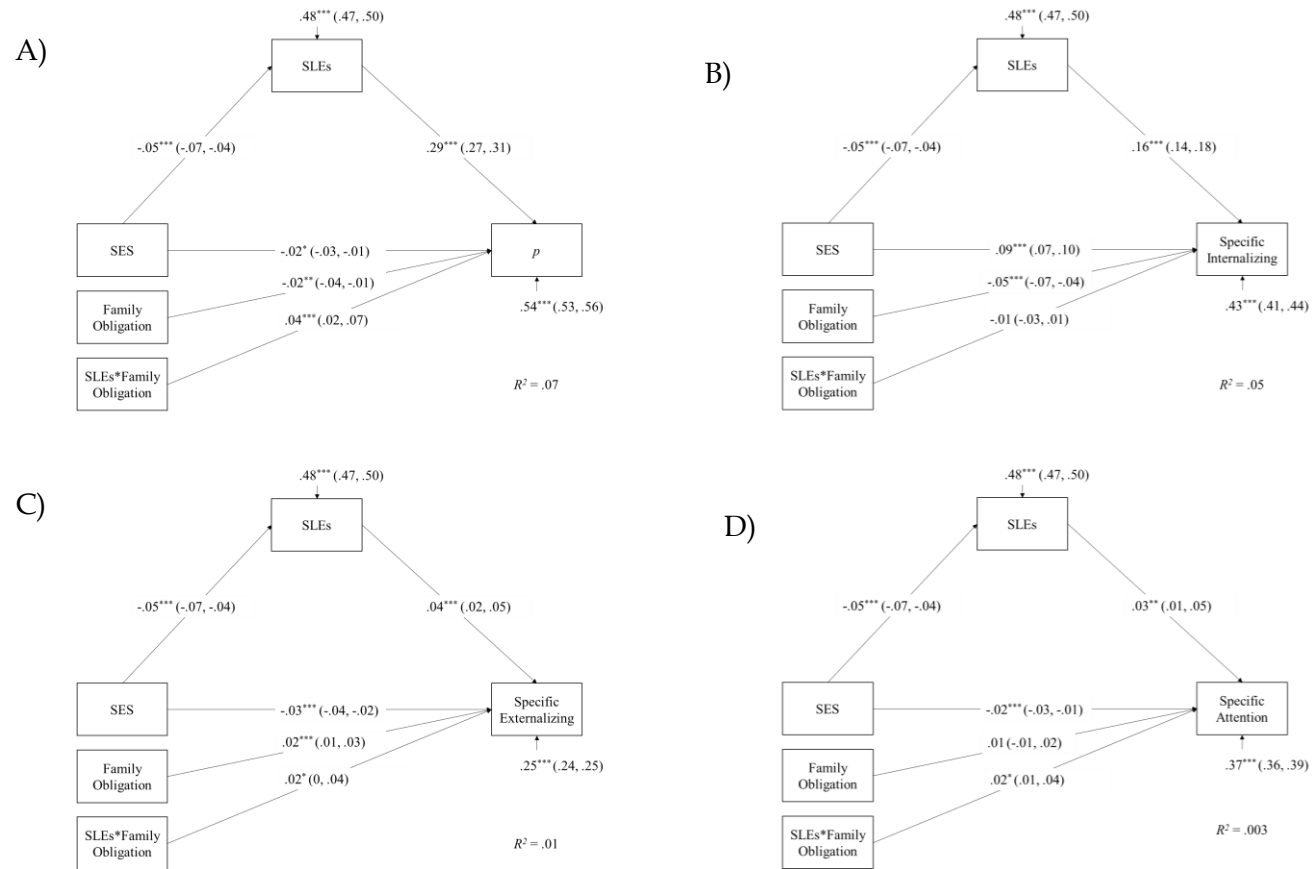 A)
.48*** (.47, .50)
SLEs
-.05*** (-.07, -.04)
.29*** (.27, .31)
SES
-.02* (-.03, -.01)
p
Family
Obligation
-.02** (-.04, -.01)
.04*** (.02, .07)
.54*** (.53, .56)
SLEs*Family
Obligation
R² = .07
B)
.48*** (.47, .50)
SLEs
-.05*** (-.07, -.04)
.16*** (.14, .18)
SES
.09*** (.07, .10)
Specific
Internalizing
Family
Obligation
-.05*** (-.07, -.04)
-.01 (-.03, .01)
.43*** (.41, .44)
SLEs*Family
Obligation
R² = .05
C)
.48*** (.47, .50)
SLEs
-.05*** (-.07, -.04)
.04*** (.02, .05)
SES
-.03*** (-.04, -.02)
Specific
Externalizing
Family
Obligation
.02*** (.01, .03)
.02* (0, .04)
.25*** (.24, .25)
SLEs*Family
Obligation
R² = .01
D)
.48*** (.47, .50)
SLEs
-.05*** (-.07, -.04)
.03** (.01, .05)
SES
-.02*** (-.03, -.01)
Specific
Attention
Family
Obligation
.01 (-.01, .02)
.02* (.01, .04)
.37*** (.36, .39)
SLEs*Family
Obligation
R² = .003